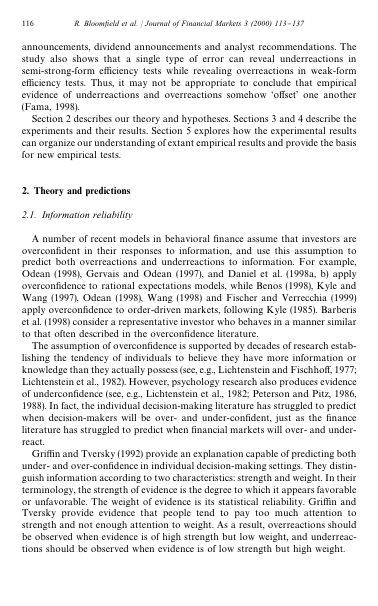 116 R. Bloomfield et al. / Journal of Financial Markets 3 (2000) 113–137
announcements, dividend announcements and analyst recommendations. The
study also shows that a single type of error can reveal underreactions in
semi-strong-form efficiency tests while revealing overreactions in weak-form
efficiency tests. Thus, it may not be appropriate to conclude that empirical
evidence of underreactions and overreactions somehow 'offset' one another
(Fama, 1998).
Section 2 describes our theory and hypotheses. Sections 3 and 4 describe the
experiments and their results. Section 5 explores how the experimental results
can organize our understanding of extant empirical results and provide the basis
for new empirical tests.
2. Theory and predictions
2.1. Information reliability
A number of recent models in behavioral finance assume that investors are
overconfident in their responses to information, and use this assumption to
predict both overreactions and underreactions to information. For example,
Odean (1998), Gervais and Odean (1997), and Daniel et al. (1998a, b) apply
overconfidence to rational expectations models, while Benos (1998), Kyle and
Wang (1997), Odean (1998), Wang (1998) and Fischer and Verrecchia (1999)
apply overconfidence to order-driven markets, following Kyle (1985). Barberis
et al. (1998) consider a representative investor who behaves in a manner similar
to that often described in the overconfidence literature.
The assumption of overconfidence is supported by decades of research estab-
lishing the tendency of individuals to believe they have more information or
knowledge than they actually possess (see, e.g., Lichtenstein and Fischhoff, 1977;
Lichtenstein et al., 1982). However, psychology research also produces evidence
of underconfidence (see, e.g., Lichtenstein et al., 1982; Peterson and Pitz, 1986,
1988). In fact, the individual decision-making literature has struggled to predict
when decision-makers will be over- and under-confident, just as the finance
literature has struggled to predict when financial markets will over- and under-
react.
Griffin and Tversky (1992) provide an explanation capable of predicting both
under- and over-confidence in individual decision-making settings. They distin-
guish information according to two characteristics: strength and weight. In their
terminology, the strength of evidence is the degree to which it appears favorable
or unfavorable. The weight of evidence is its statistical reliability. Griffin and
Tversky provide evidence that people tend to pay too much attention to
strength and not enough attention to weight. As a result, overreactions should
be observed when evidence is of high strength but low weight, and underreac-
tions should be observed when evidence is of low strength but high weight.